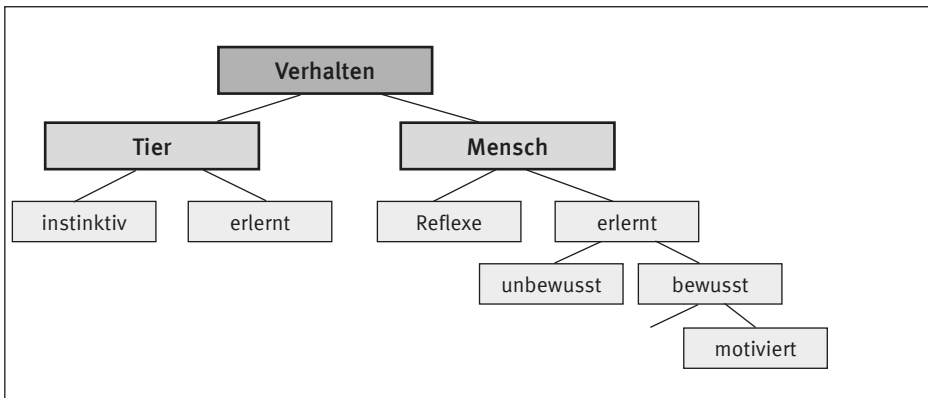 Verhalten
Tier
Mensch
instinktiv
erlernt
Reflexe
erlernt
unbewusst
bewusst
motiviert